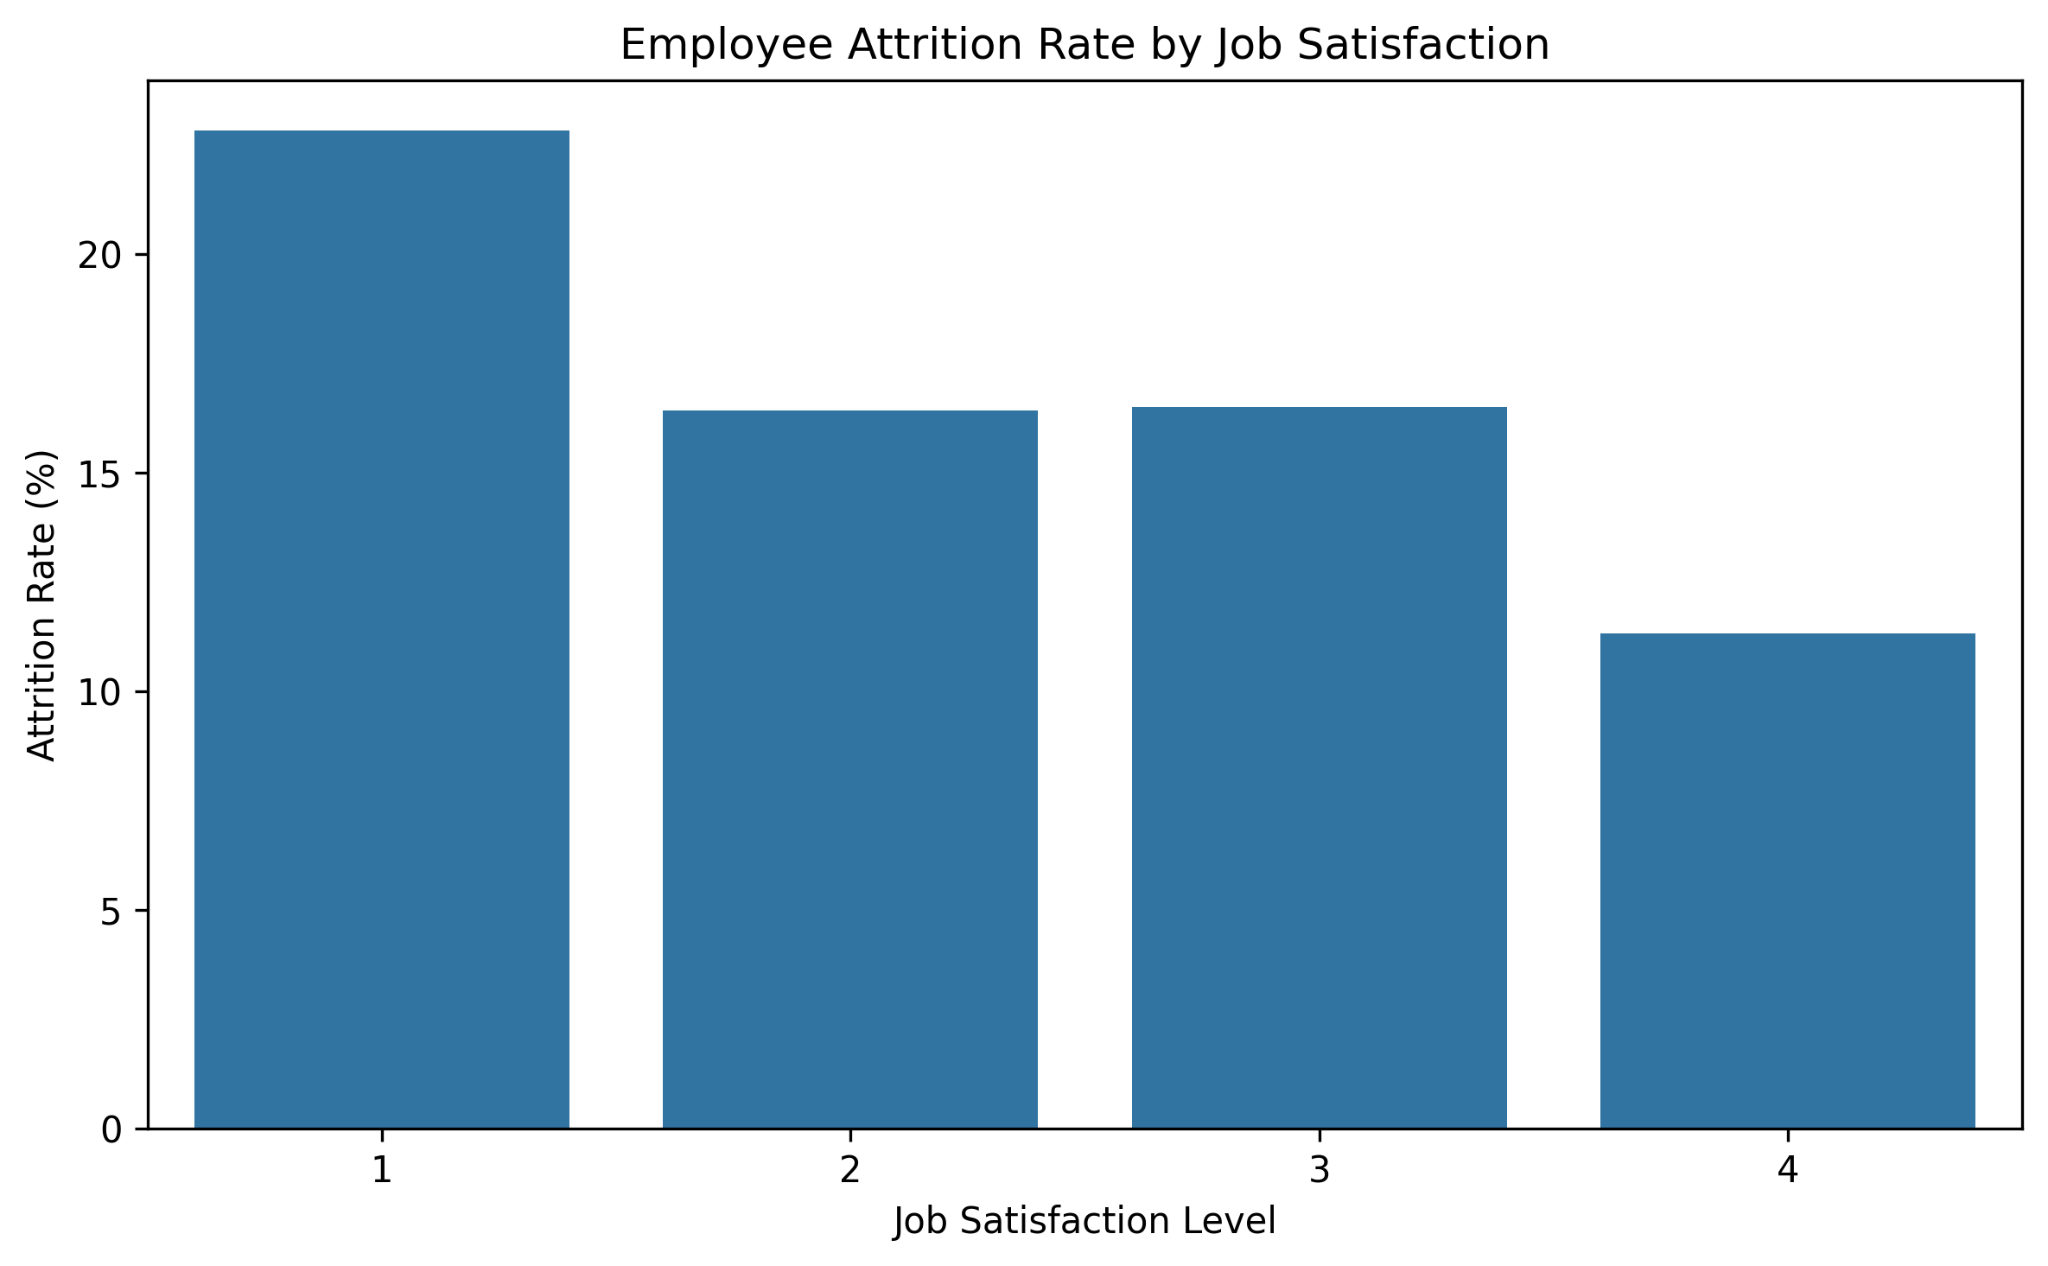 Employee Attrition Rate by Job Satisfaction
Attrition Rate (%)
20
15
10
5
0
1 2 3 4
Job Satisfaction Level